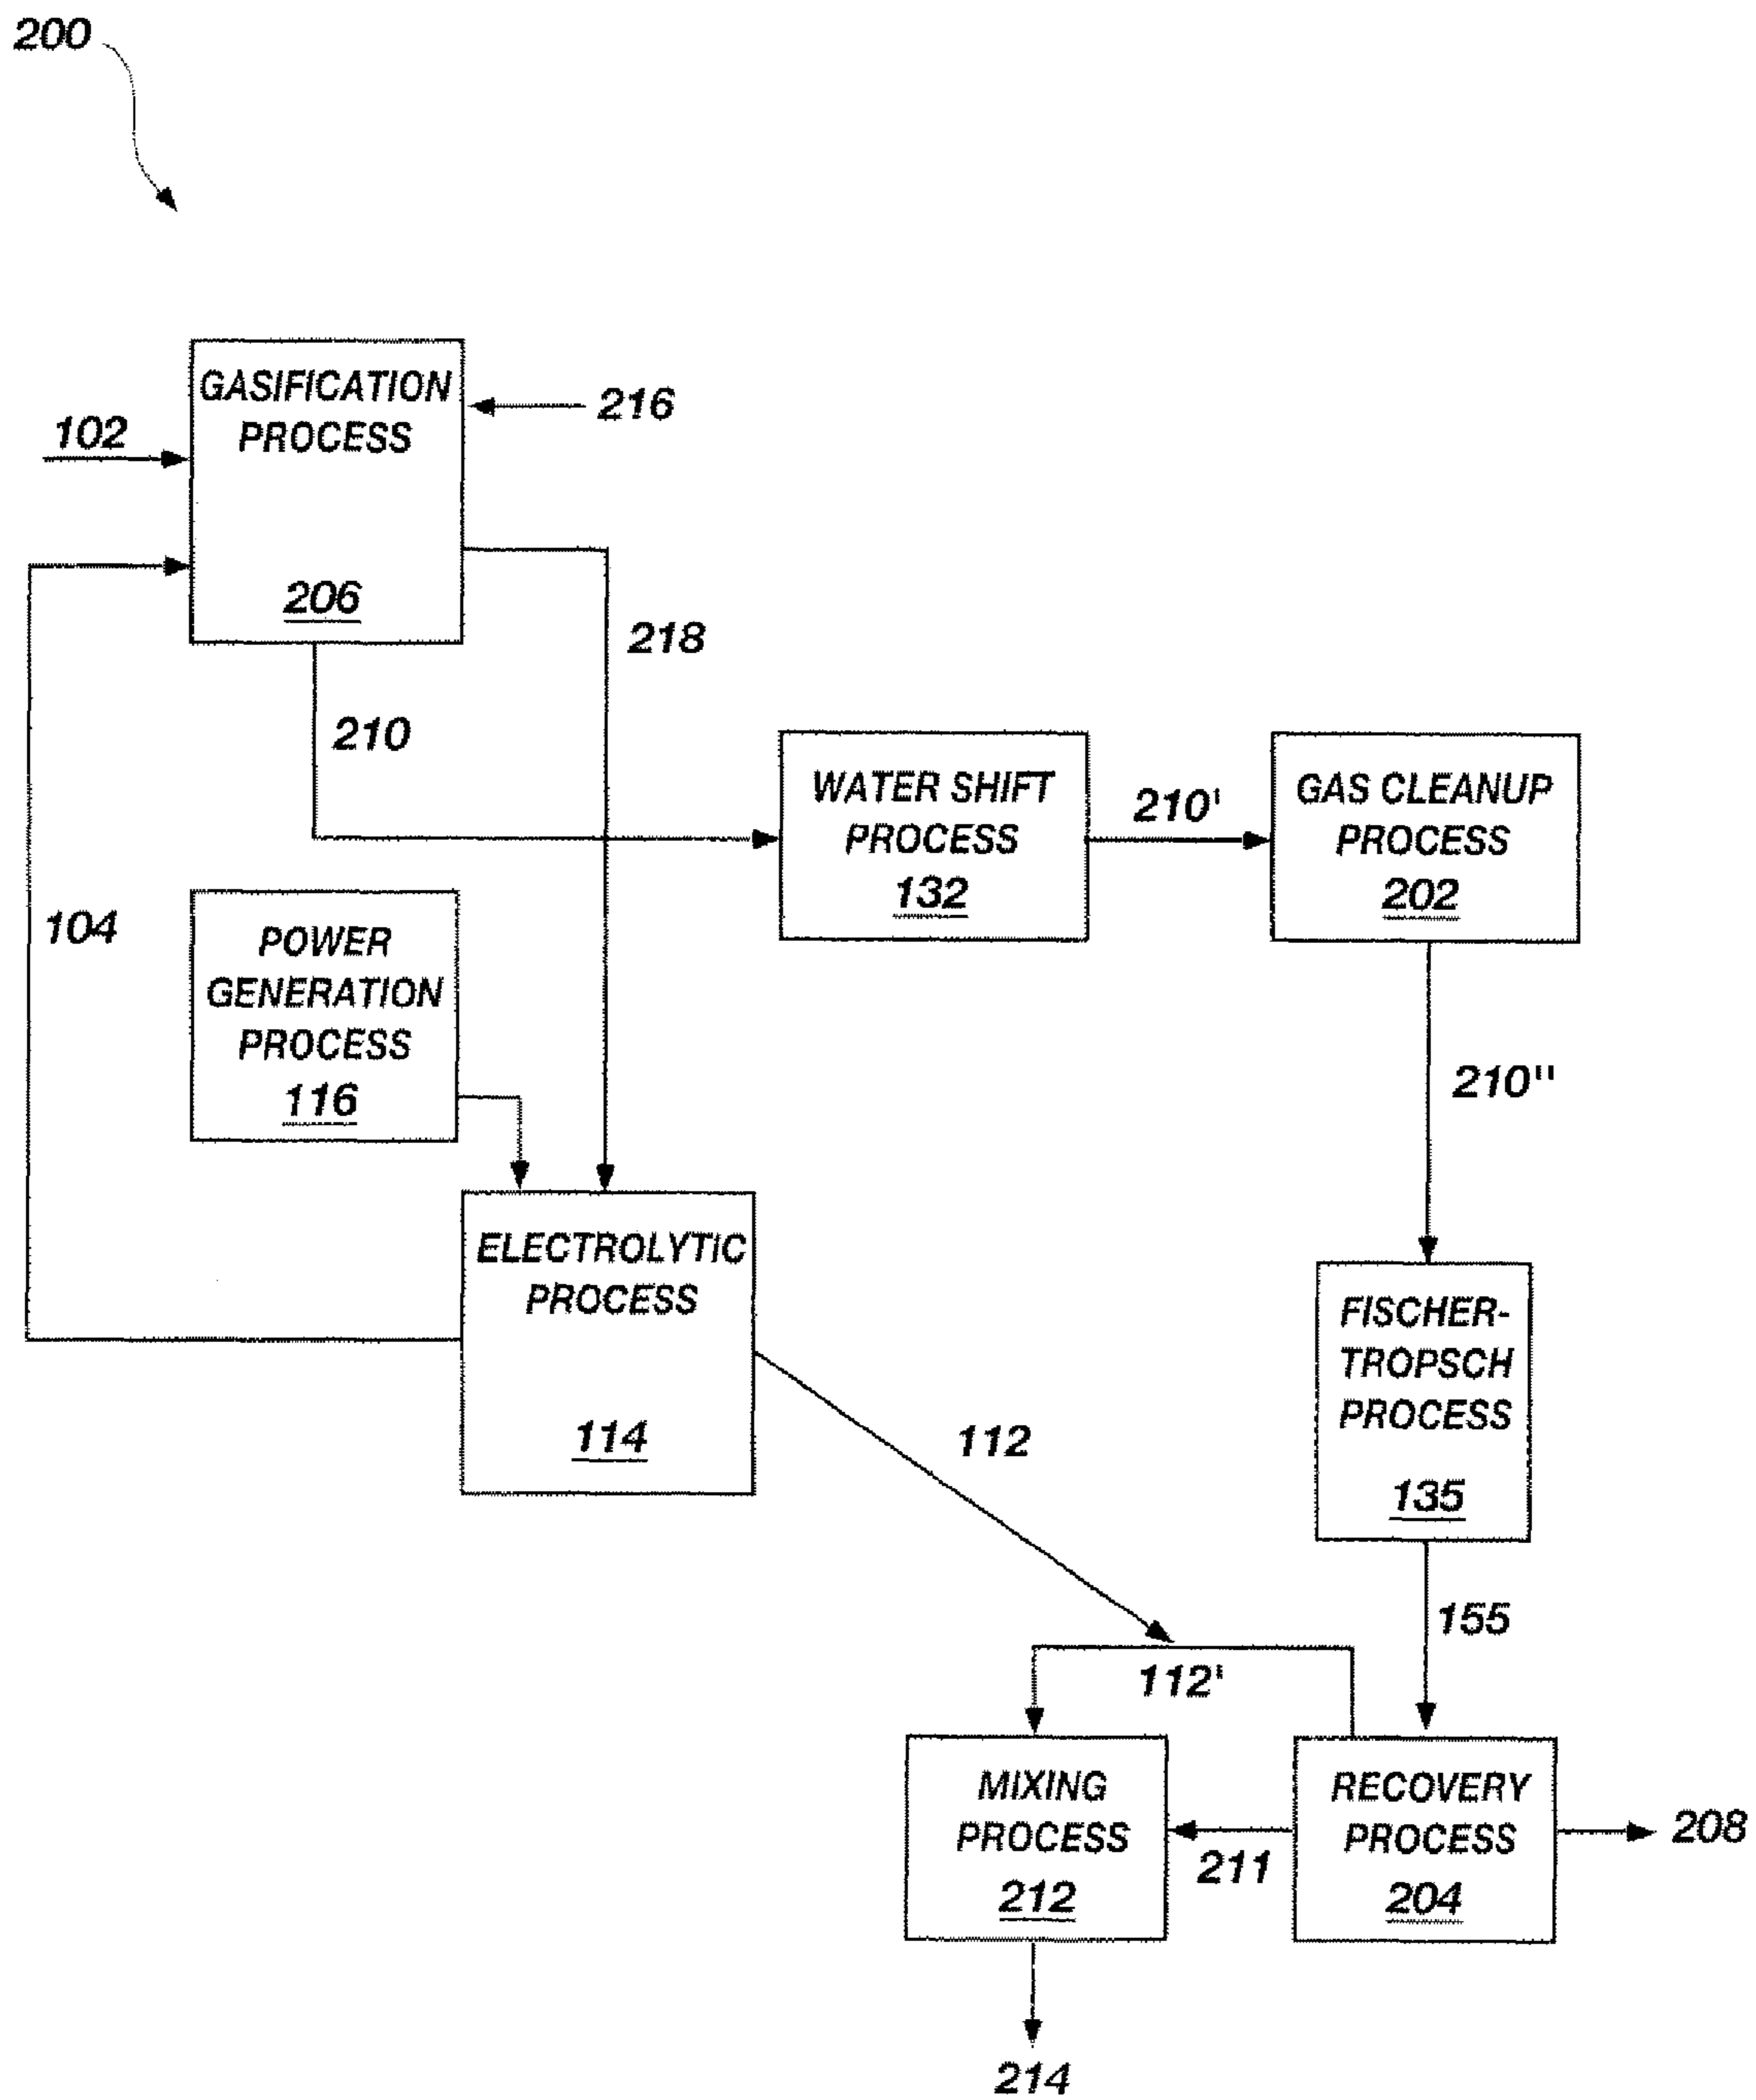 200
GASIFICATION
PROCESS
206
216
102
218
210
104
WATER SHIFT
PROCESS
132
210'
GAS CLEANUP
PROCESS
202
POWER
GENERATION
PROCESS
116
210"
ELECTROLYTIC
PROCESS
114
FISCHER-
TROPSCH
PROCESS
135
112
155
112'
MIXING
PROCESS
212
211
RECOVERY
PROCESS
204
208
214